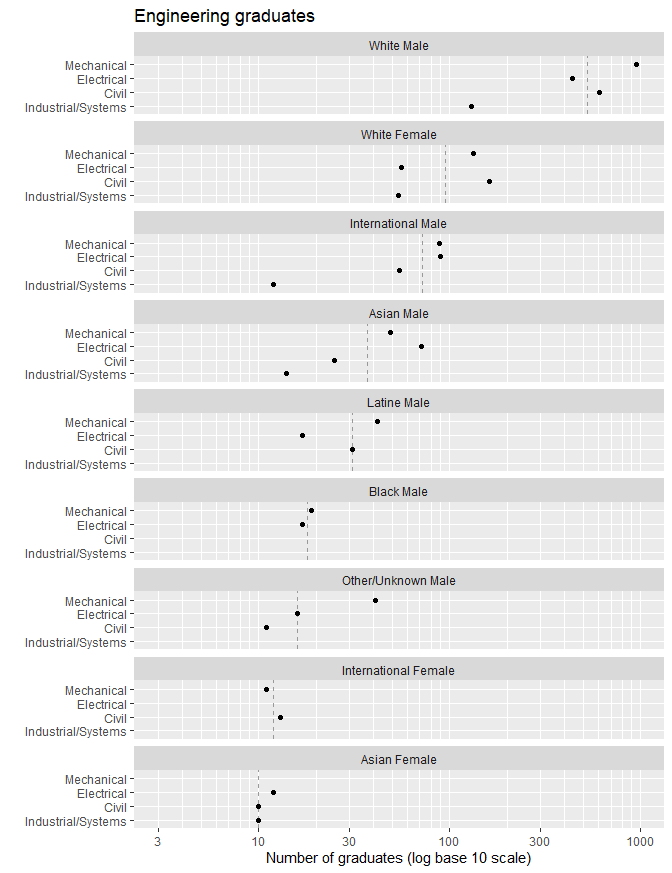 Engineering graduates
White Male
Mechanical
Electrical
Civil
Industrial/Systems
White Female
Mechanical
Electrical
Civil
Industrial/Systems
International Male
Mechanical
Electrical
Civil
Industrial/Systems
Asian Male
Mechanical
Electrical
Civil
Industrial/Systems
Latine Male
Mechanical
Electrical
Civil
Industrial/Systems
Black Male
Mechanical
Electrical
Civil
Industrial/Systems
Other/Unknown Male
Mechanical
Electrical
Civil
Industrial/Systems
International Female
Mechanical
Electrical
Civil
Industrial/Systems
Asian Female
Mechanical
Electrical
Civil
Industrial/Systems
3 10 30 100 300 1000
Number of graduates (log base 10 scale)